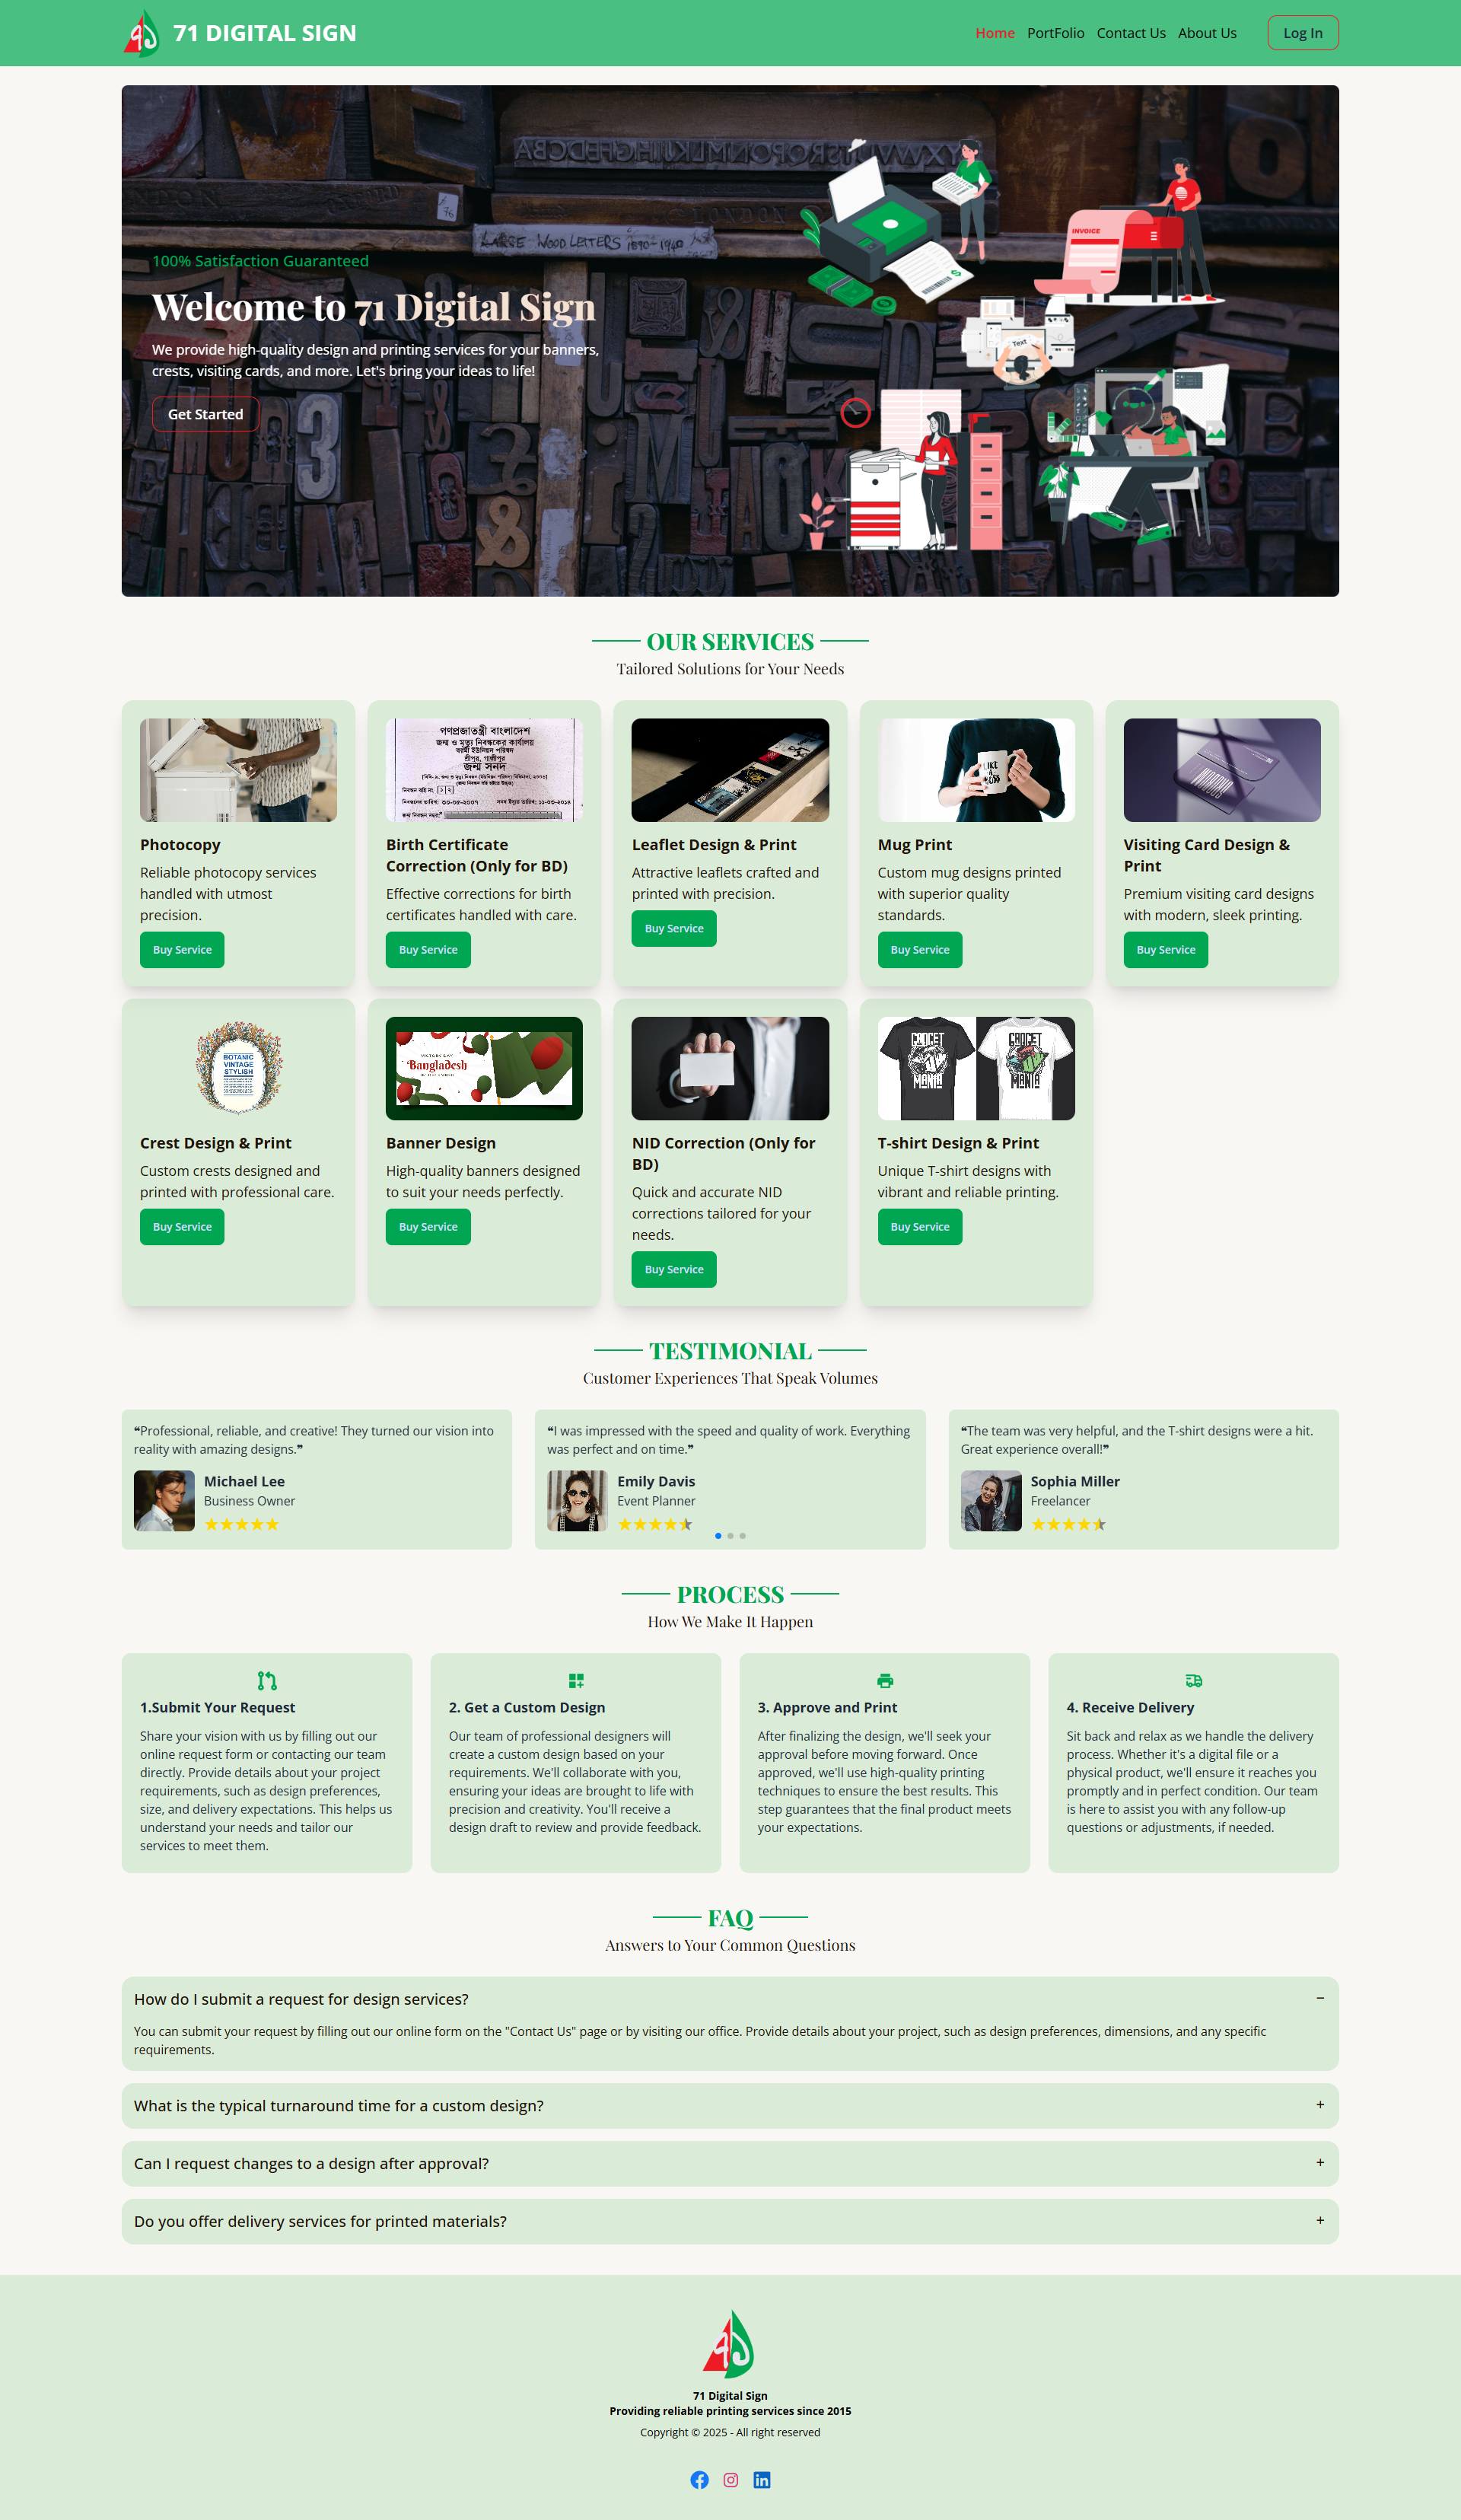 71 DIGITAL SIGN
Home PortFolio Contact Us About Us Log In
LONDON
LARGE WOOD LETTERS 1890-1940
INVOICE
Text
100% Satisfaction Guaranteed
Welcome to 71 Digital Sign
We provide high-quality design and printing services for your banners,
crests, visiting cards, and more. Let's bring your ideas to life!
Get Started
OUR SERVICES
Tailored Solutions for Your Needs
Photocopy
Reliable photocopy services
handled with utmost
precision.
Buy Service
গণপ্রজাতন্ত্রী বাংলাদেশ
জন্ম ও মৃত্যু নিবন্ধকের কার্যালয়
বরমী ইউনিয়ন পরিষদ
শ্রীপুর, গাজীপুর
জন্ম সনদ
Birth Certificate
Correction (Only for BD)
Effective corrections for birth
certificates handled with care.
Buy Service
Leaflet Design & Print
Attractive leaflets crafted and
printed with precision.
Buy Service
LIKE
A
BOSS
Mug Print
Custom mug designs printed
with superior quality
standards.
Buy Service
Visiting Card Design &
Print
Premium visiting card designs
with modern, sleek printing.
Buy Service
BOTANIC
VINTAGE
STYLISH
Crest Design & Print
Custom crests designed and
printed with professional care.
Buy Service
VICTORY DAY
Bangladesh
Banner Design
High-quality banners designed
to suit your needs perfectly.
Buy Service
NID Correction (Only for
BD)
Quick and accurate NID
corrections tailored for your
needs.
Buy Service
GADGET
MANIA
GADGET
MANIA
T-shirt Design & Print
Unique T-shirt designs with
vibrant and reliable printing.
Buy Service
TESTIMONIAL
Customer Experiences That Speak Volumes
❝Professional, reliable, and creative! They turned our vision into
reality with amazing designs.❞
Michael Lee
Business Owner
❝I was impressed with the speed and quality of work. Everything
was perfect and on time.❞
Emily Davis
Event Planner
❝The team was very helpful, and the T-shirt designs were a hit.
Great experience overall!❞
Sophia Miller
Freelancer
PROCESS
How We Make It Happen
1.Submit Your Request
Share your vision with us by filling out our
online request form or contacting our team
directly. Provide details about your project
requirements, such as design preferences,
size, and delivery expectations. This helps us
understand your needs and tailor our
services to meet them.
2. Get a Custom Design
Our team of professional designers will
create a custom design based on your
requirements. We'll collaborate with you,
ensuring your ideas are brought to life with
precision and creativity. You'll receive a
design draft to review and provide feedback.
3. Approve and Print
After finalizing the design, we'll seek your
approval before moving forward. Once
approved, we'll use high-quality printing
techniques to ensure the best results. This
step guarantees that the final product meets
your expectations.
4. Receive Delivery
Sit back and relax as we handle the delivery
process. Whether it's a digital file or a
physical product, we'll ensure it reaches you
promptly and in perfect condition. Our team
is here to assist you with any follow-up
questions or adjustments, if needed.
FAQ
Answers to Your Common Questions
How do I submit a request for design services? −
You can submit your request by filling out our online form on the "Contact Us" page or by visiting our office. Provide details about your project, such as design preferences, dimensions, and any specific
requirements.
What is the typical turnaround time for a custom design? +
Can I request changes to a design after approval? +
Do you offer delivery services for printed materials? +
71 Digital Sign
Providing reliable printing services since 2015
Copyright © 2025 - All right reserved